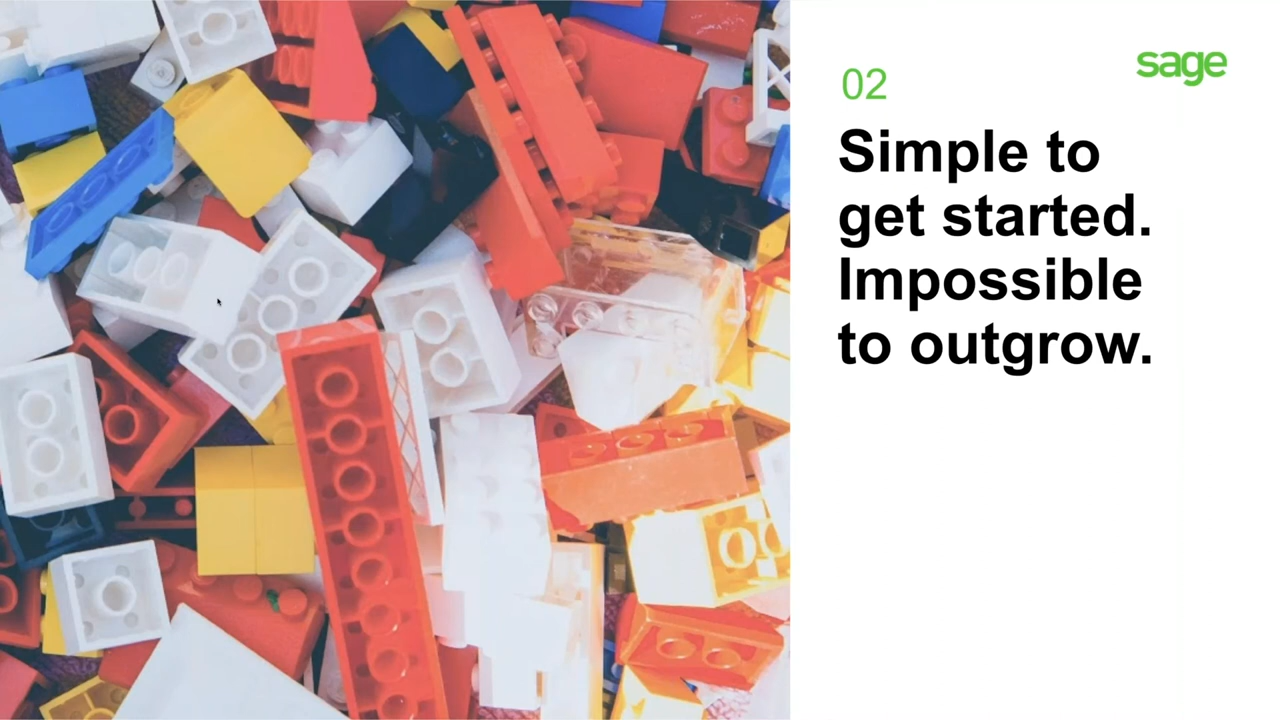 sage
02
Simple to
get started.
Impossible
to outgrow.